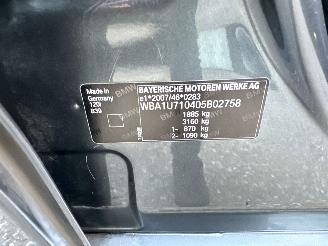 Made in
Germany
BAYERISCHE MOTOREN WERKE AG
e1*2007/46*0283
WBA1U710405B02758
1885 kg
3160 kg
1- 870 kg
2- 1090 kg